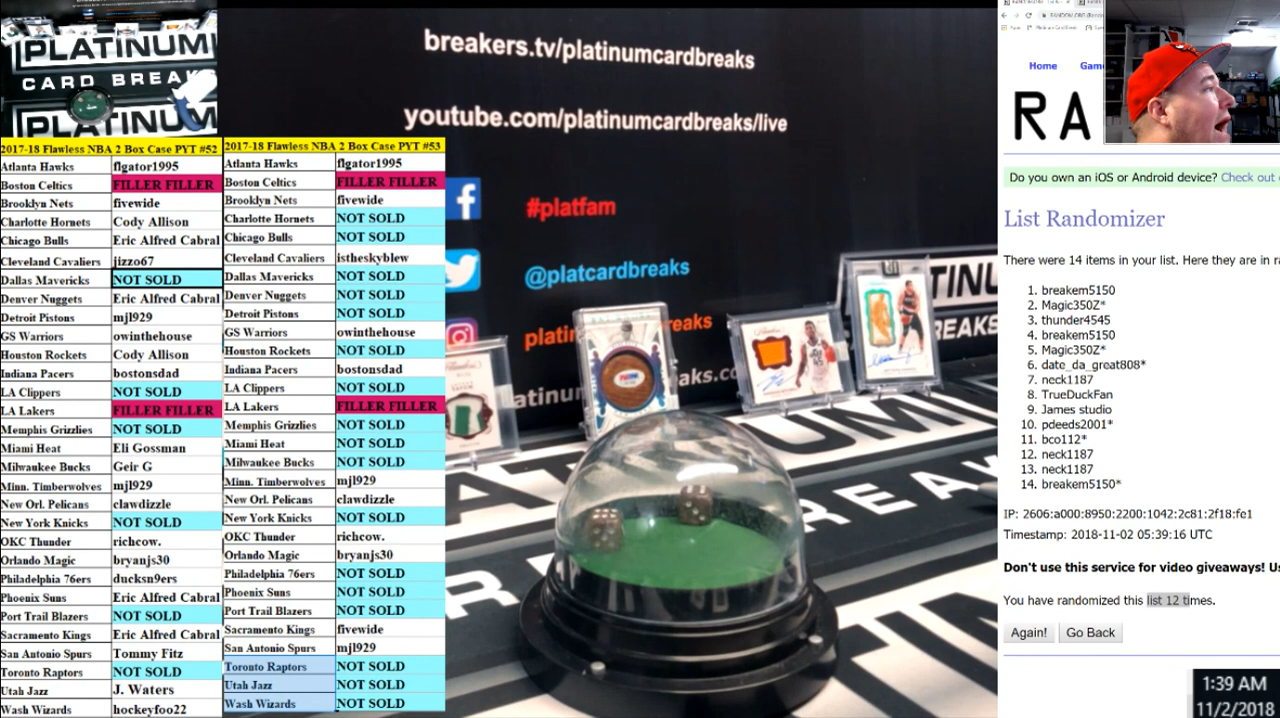 PLATINUM
CARD BREAKS
PLATINUM
2017-18 Flawless NBA 2 Box Case PYT #52
Atlanta Hawks flgator1995
Boston Celtics FILLER FILLER
Brooklyn Nets fivewide
Charlotte Hornets Cody Allison
Chicago Bulls Eric Alfred Cabral
Cleveland Cavaliers jizzo67
Dallas Mavericks NOT SOLD
Denver Nuggets Eric Alfred Cabral
Detroit Pistons mjl929
GS Warriors owinthehouse
Houston Rockets Cody Allison
Indiana Pacers bostonsdad
LA Clippers NOT SOLD
LA Lakers FILLER FILLER
Memphis Grizzlies NOT SOLD
Miami Heat Eli Gossman
Milwaukee Bucks Geir G
Minn. Timberwolves mjl929
New Orl. Pelicans clawdizzle
New York Knicks NOT SOLD
OKC Thunder richcow.
Orlando Magic bryanjs30
Philadelphia 76ers ducksn9ers
Phoenix Suns Eric Alfred Cabral
Port Trail Blazers NOT SOLD
Sacramento Kings Eric Alfred Cabral
San Antonio Spurs Tommy Fitz
Toronto Raptors NOT SOLD
Utah Jazz J. Waters
Wash Wizards hockeyfoo22
2017-18 Flawless NBA 2 Box Case PYT #53
Atlanta Hawks flgator1995
Boston Celtics FILLER FILLER
Brooklyn Nets fivewide
Charlotte Hornets NOT SOLD
Chicago Bulls NOT SOLD
Cleveland Cavaliers istheskyblew
Dallas Mavericks NOT SOLD
Denver Nuggets NOT SOLD
Detroit Pistons NOT SOLD
GS Warriors owinthehouse
Houston Rockets NOT SOLD
Indiana Pacers bostonsdad
LA Clippers NOT SOLD
LA Lakers FILLER FILLER
Memphis Grizzlies NOT SOLD
Miami Heat NOT SOLD
Milwaukee Bucks NOT SOLD
Minn. Timberwolves mjl929
New Orl. Pelicans clawdizzle
New York Knicks NOT SOLD
OKC Thunder richcow.
Orlando Magic bryanjs30
Philadelphia 76ers NOT SOLD
Phoenix Suns NOT SOLD
Port Trail Blazers NOT SOLD
Sacramento Kings fivewide
San Antonio Spurs mjl929
Toronto Raptors NOT SOLD
Utah Jazz NOT SOLD
Wash Wizards NOT SOLD
breakers.tv/platinumcardbreaks
youtube.com/platinumcardbreaks/live
#platfam
@platcardbreaks
Home
RA
Do you own an iOS or Android device? Check out
List Randomizer
There were 14 items in your list. Here they are in ra
1. breakem5150
2. Magic350Z*
3. thunder4545
4. breakem5150
5. Magic350Z*
6. date_da_great808*
7. neck1187
8. TrueDuckFan
9. James studio
10. pdeeds2001*
11. bco112*
12. neck1187
13. neck1187
14. breakem5150*
IP: 2606:a000:8950:2200:1042:2c81:2f18:fe1
Timestamp: 2018-11-02 05:39:16 UTC
Don't use this service for video giveaways! Us
You have randomized this list 12 times.
Again! Go Back
1:39 AM
11/2/2018